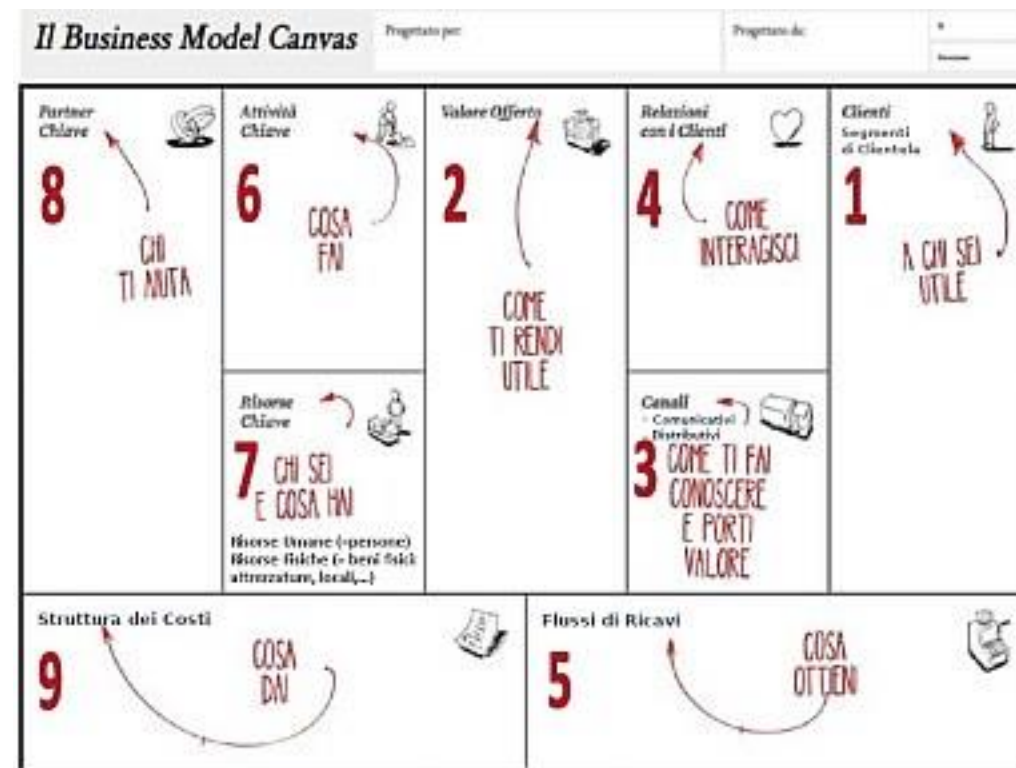 Il Business Model Canvas
Progettato per:
Progettato da:
Partner
Chiave
8
CHI
TI AIUTA
Attività
Chiave
6
COSA
FAI
Valore Offerto
2
COME
TI RENDI
UTILE
Relazioni
con i Clienti
4
COME
INTERAGISCI
Clienti
Segmenti
di Clientela
1
A CHI SEI
UTILE
Risorse
Chiave
7
CHI SEI
E COSA HAI
Risorse Umane (=persone)
Risorse Fisiche (= beni fisici:
attrezzature, locali,...)
Canali
- Comunicativi
- Distributivi
3
COME TI FAI
CONOSCERE
E PORTI
VALORE
Struttura dei Costi
9
COSA
DAI
Flussi di Ricavi
5
COSA
OTTIENI